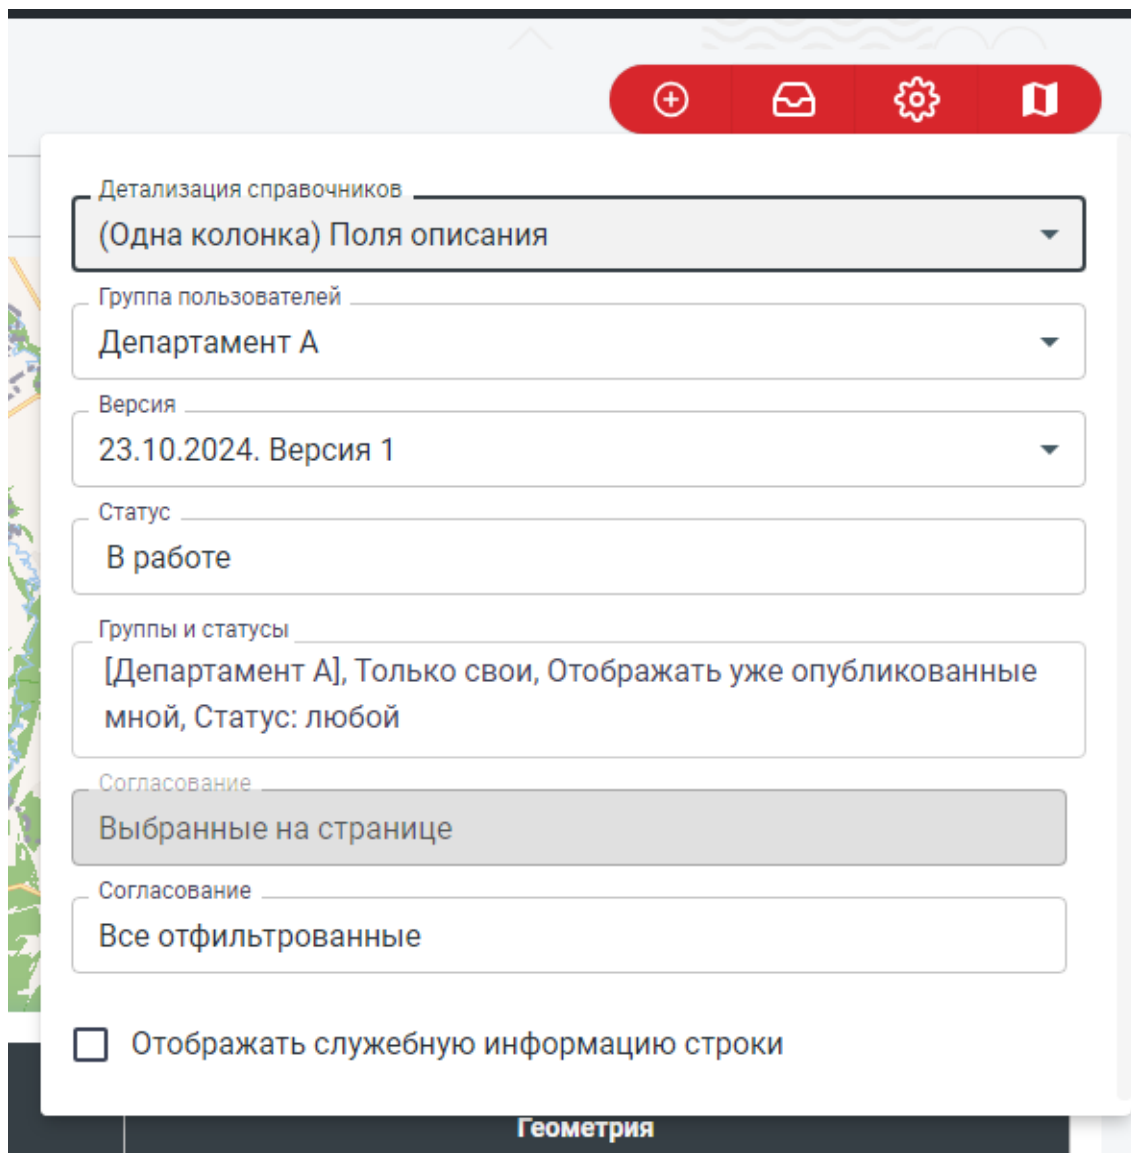 Детализация справочников
(Одна колонка) Поля описания
Группа пользователей
Департамент А
Версия
23.10.2024. Версия 1
Статус
В работе
Группы и статусы
[Департамент А], Только свои, Отображать уже опубликованные
мной, Статус: любой
Согласование
Выбранные на странице
Согласование
Все отфильтрованные
Отображать служебную информацию строки
Геометрия